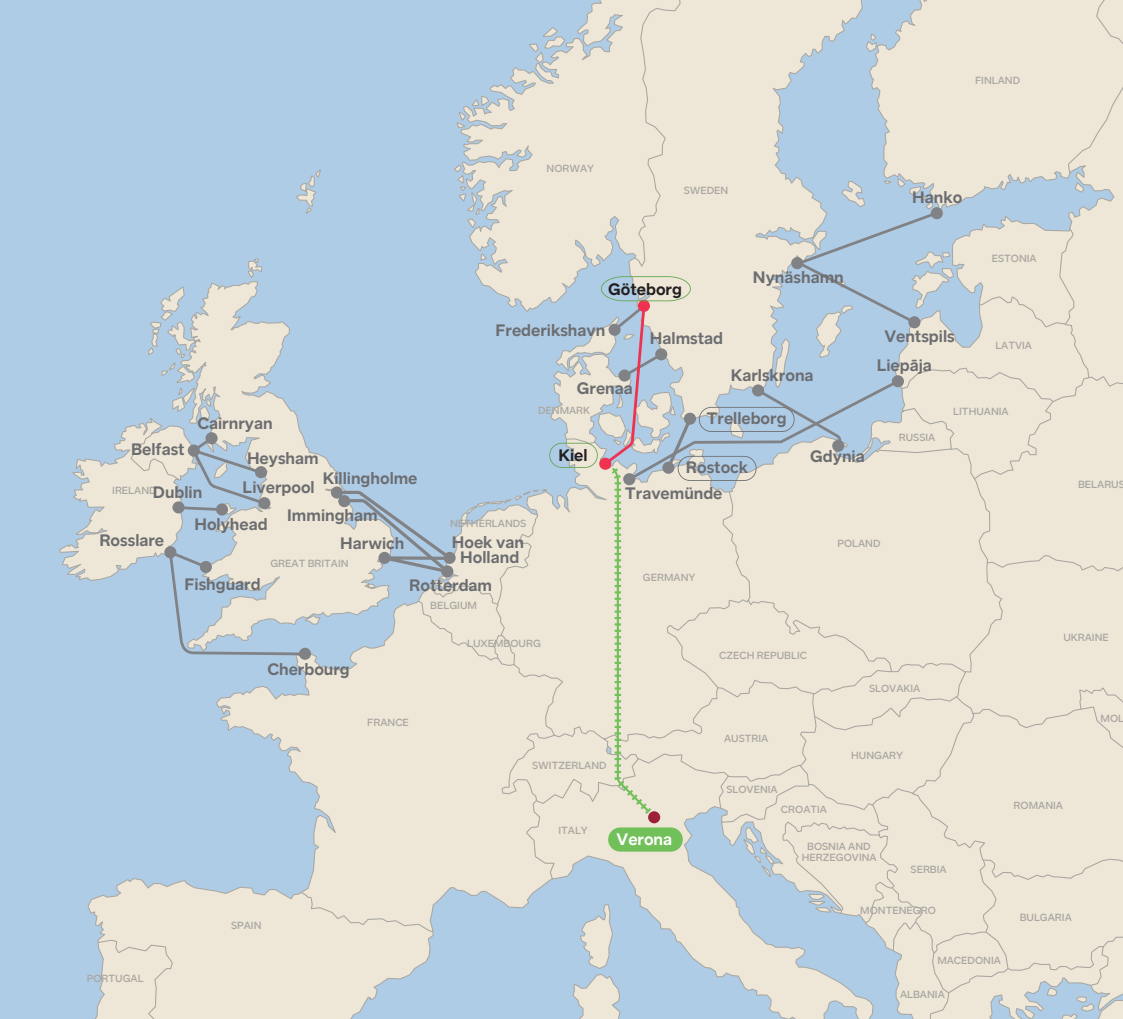 FINLAND
NORWAY
SWEDEN
Hanko
ESTONIA
Nynäshamn
Göteborg
Frederikshavn
Halmstad
Ventspils
LATVIA
Liepāja
Karlskrona
Grenaa
DENMARK
LITHUANIA
Trelleborg
Cairnryan
RUSSIA
Belfast
Kiel
Gdynia
Heysham
Rostock
Killingholme
BELARUS
Liverpool
IRELAND
Dublin
Travemünde
Immingham
Holyhead
NETHERLANDS
Rosslare
Harwich
Hoek van
Holland
POLAND
GREAT BRITAIN
GERMANY
Fishguard
Rotterdam
BELGIUM
UKRAINE
LUXEMBOURG
CZECH REPUBLIC
Cherbourg
SLOVAKIA
MOL
FRANCE
AUSTRIA
HUNGARY
SWITZERLAND
SLOVENIA
ROMANIA
CROATIA
ITALY
Verona
BOSNIA AND
HERZEGOVINA
SERBIA
MONTENEGRO
BULGARIA
SPAIN
MACEDONIA
PORTUGAL
ALBANIA